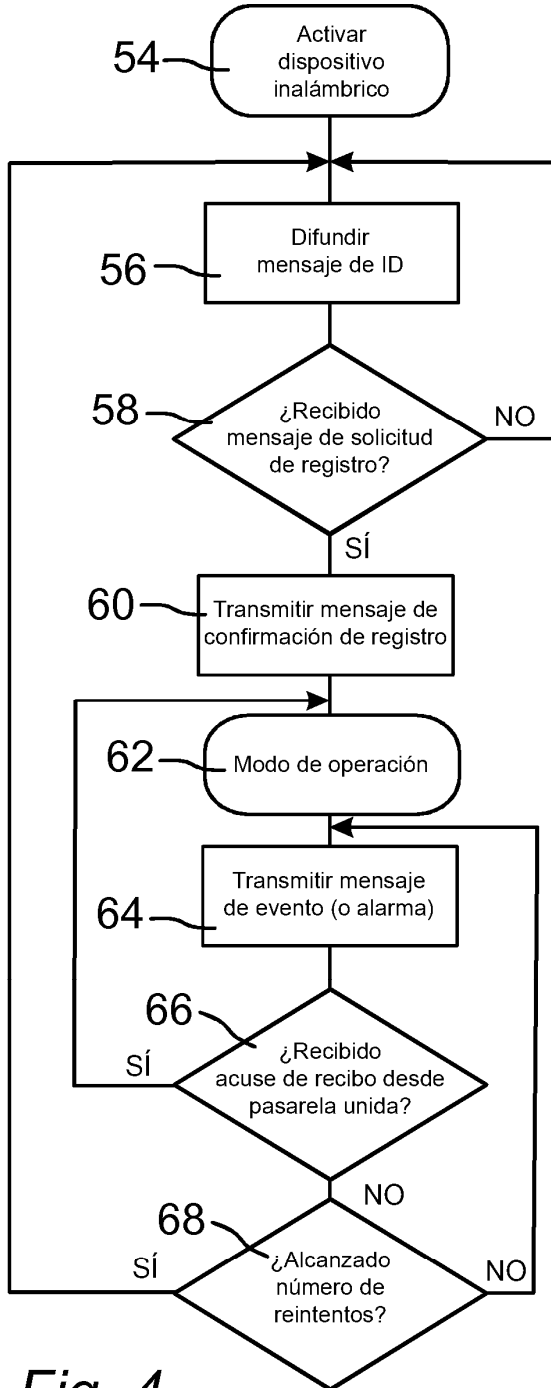 54
Activar
dispositivo
inalámbrico
56
Difundir
mensaje de ID
58
¿Recibido
mensaje de solicitud
de registro?
NO
SÍ
60
Transmitir mensaje de
confirmación de registro
62
Modo de operación
64
Transmitir mensaje
de evento (o alarma)
66
¿Recibido
acuse de recibo desde
pasarela unida?
SÍ
NO
68
¿Alcanzado
número de
reintentos?
SÍ
NO
Fig. 4